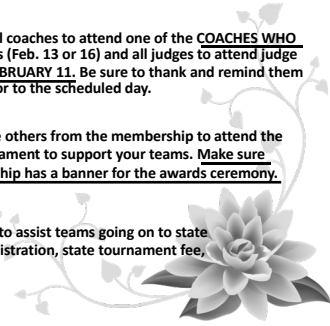 l coaches to attend one of the COACHES WHO
s (Feb. 13 or 16) and all judges to attend judge
BRUARY 11. Be sure to thank and remind them
or to the scheduled day.
e others from the membership to attend the
ament to support your teams. Make sure
hip has a banner for the awards ceremony.
to assist teams going on to state
istration, state tournament fee,